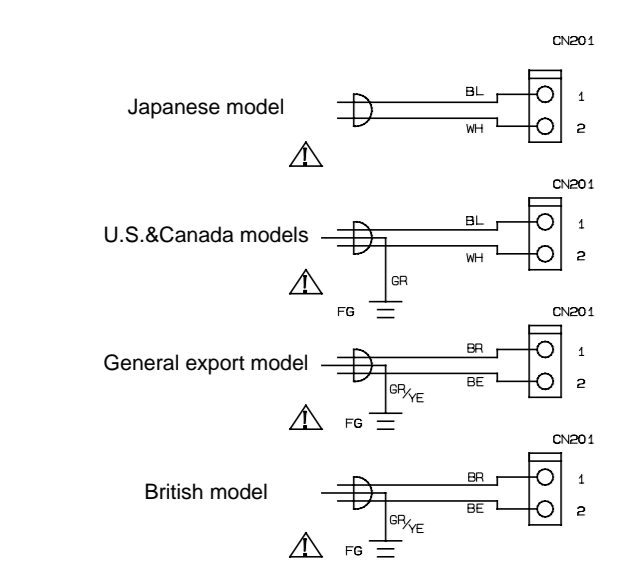 CN201
BL
1
Japanese model
WH
2
CN201
BL
1
U.S.&Canada models
WH
2
GR
FG
CN201
BR
1
General export model
BE
2
GR/YE
FG
CN201
BR
1
British model
BE
2
GR/YE
FG